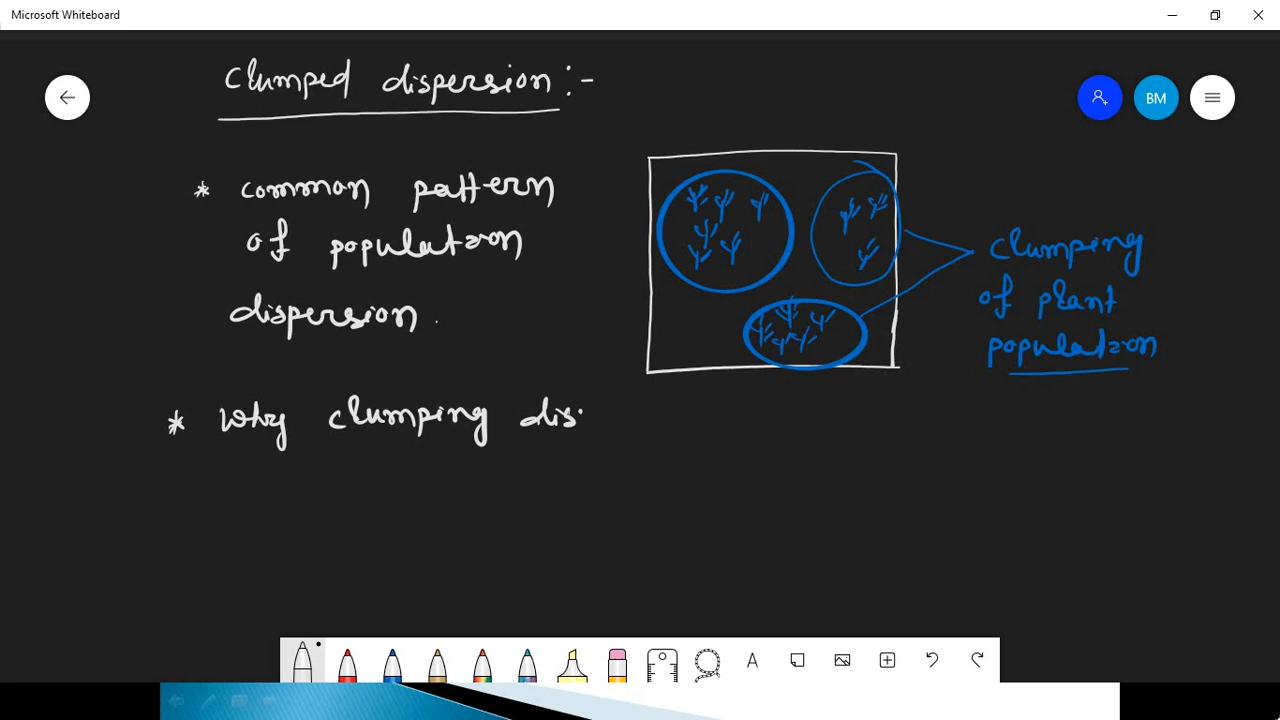 Microsoft Whiteboard
Clumped dispersion :-
BM
* common pattern
of population
dispersion.
* Why clumping dis
clumping
of plant
population
A